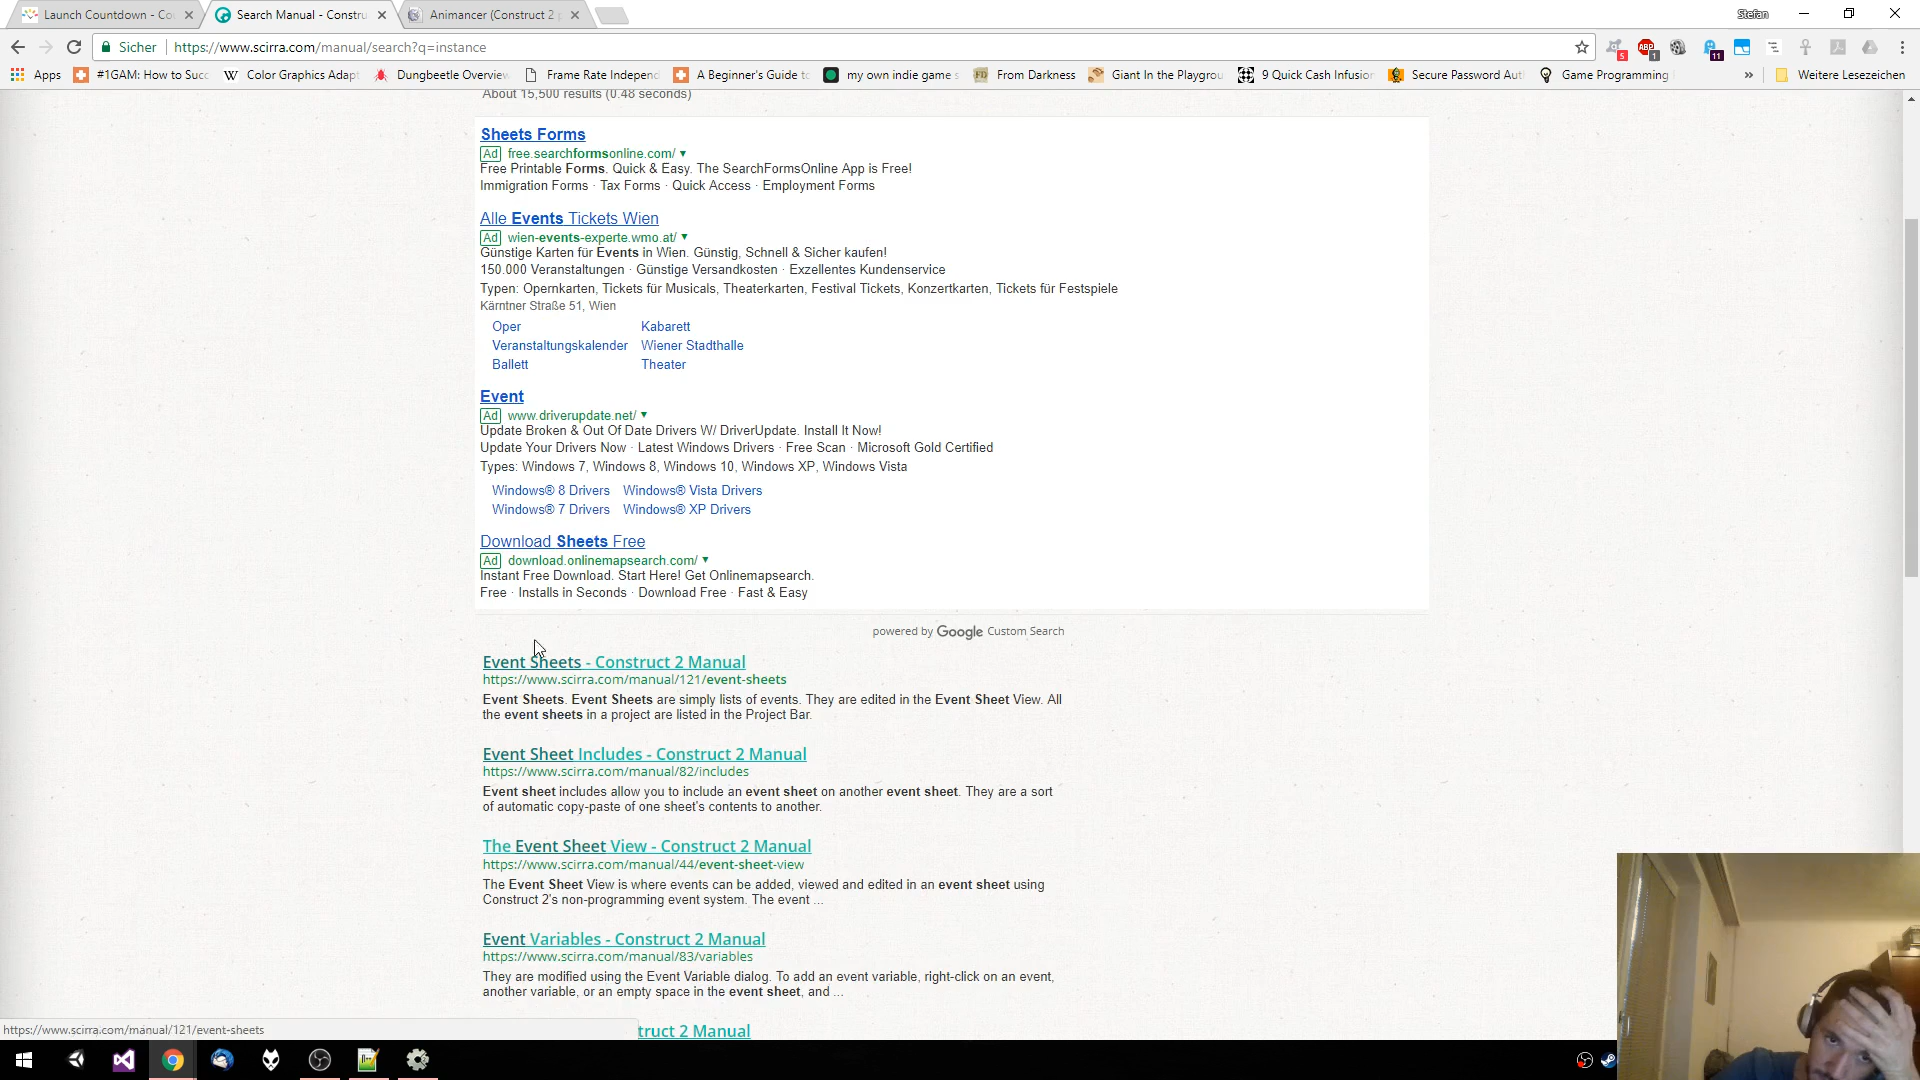 Launch Countdown - Co
Search Manual - Constru
Animancer (Construct 2 p
Stefan
Sicher
https://www.scirra.com/manual/search?q=instance
5
ABP
1
11
Apps
#1GAM: How to Succ
W
Color Graphics Adapt
Dungbeetle Overview
Frame Rate Independ
A Beginner's Guide to
my own indie game s
From Darkness
Giant In the Playgrou
9 Quick Cash Infusion
Secure Password Aut
Game Programming
»
Weitere Lesezeichen
About 15,500 results (0.48 seconds)
Sheets Forms
Ad free.searchformsonline.com/
Free Printable Forms. Quick & Easy. The SearchFormsOnline App is Free!
Immigration Forms · Tax Forms · Quick Access · Employment Forms
Alle Events Tickets Wien
Ad wien-events-experte.wmo.at/
Günstige Karten für Events in Wien. Günstig, Schnell & Sicher kaufen!
150.000 Veranstaltungen · Günstige Versandkosten · Exzellentes Kundenservice
Typen: Opernkarten, Tickets für Musicals, Theaterkarten, Festival Tickets, Konzertkarten, Tickets für Festspiele
Kärntner Straße 51, Wien
Oper Kabarett
Veranstaltungskalender Wiener Stadthalle
Ballett Theater
Event
Ad www.driverupdate.net/
Update Broken & Out Of Date Drivers W/ DriverUpdate. Install It Now!
Update Your Drivers Now · Latest Windows Drivers · Free Scan · Microsoft Gold Certified
Types: Windows 7, Windows 8, Windows 10, Windows XP, Windows Vista
Windows® 8 Drivers Windows® Vista Drivers
Windows® 7 Drivers Windows® XP Drivers
Download Sheets Free
Ad download.onlinemapsearch.com/
Instant Free Download. Start Here! Get Onlinemapsearch.
Free · Installs in Seconds · Download Free · Fast & Easy
powered by Google Custom Search
Event Sheets - Construct 2 Manual
https://www.scirra.com/manual/121/event-sheets
Event Sheets. Event Sheets are simply lists of events. They are edited in the Event Sheet View. All
the event sheets in a project are listed in the Project Bar.
Event Sheet Includes - Construct 2 Manual
https://www.scirra.com/manual/82/includes
Event sheet includes allow you to include an event sheet on another event sheet. They are a sort
of automatic copy-paste of one sheet's contents to another.
The Event Sheet View - Construct 2 Manual
https://www.scirra.com/manual/44/event-sheet-view
The Event Sheet View is where events can be added, viewed and edited in an event sheet using
Construct 2's non-programming event system. The event ...
Event Variables - Construct 2 Manual
https://www.scirra.com/manual/83/variables
They are modified using the Event Variable dialog. To add an event variable, right-click on an event,
another variable, or an empty space in the event sheet, and ...
https://www.scirra.com/manual/121/event-sheets
truct 2 Manual